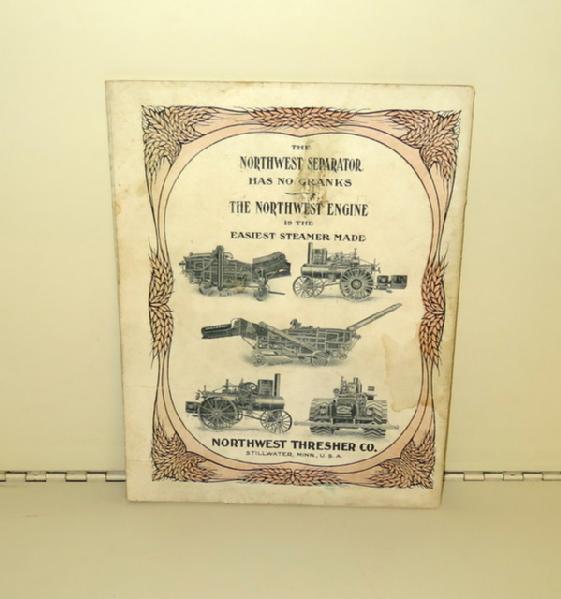 THE
NORTHWEST SEPARATOR
HAS NO CRANKS
THE NORTHWEST ENGINE
IS THE
EASIEST STEAMER MADE
NORTHWEST THRESHER CO.
STILLWATER, MINN., U.S.A.